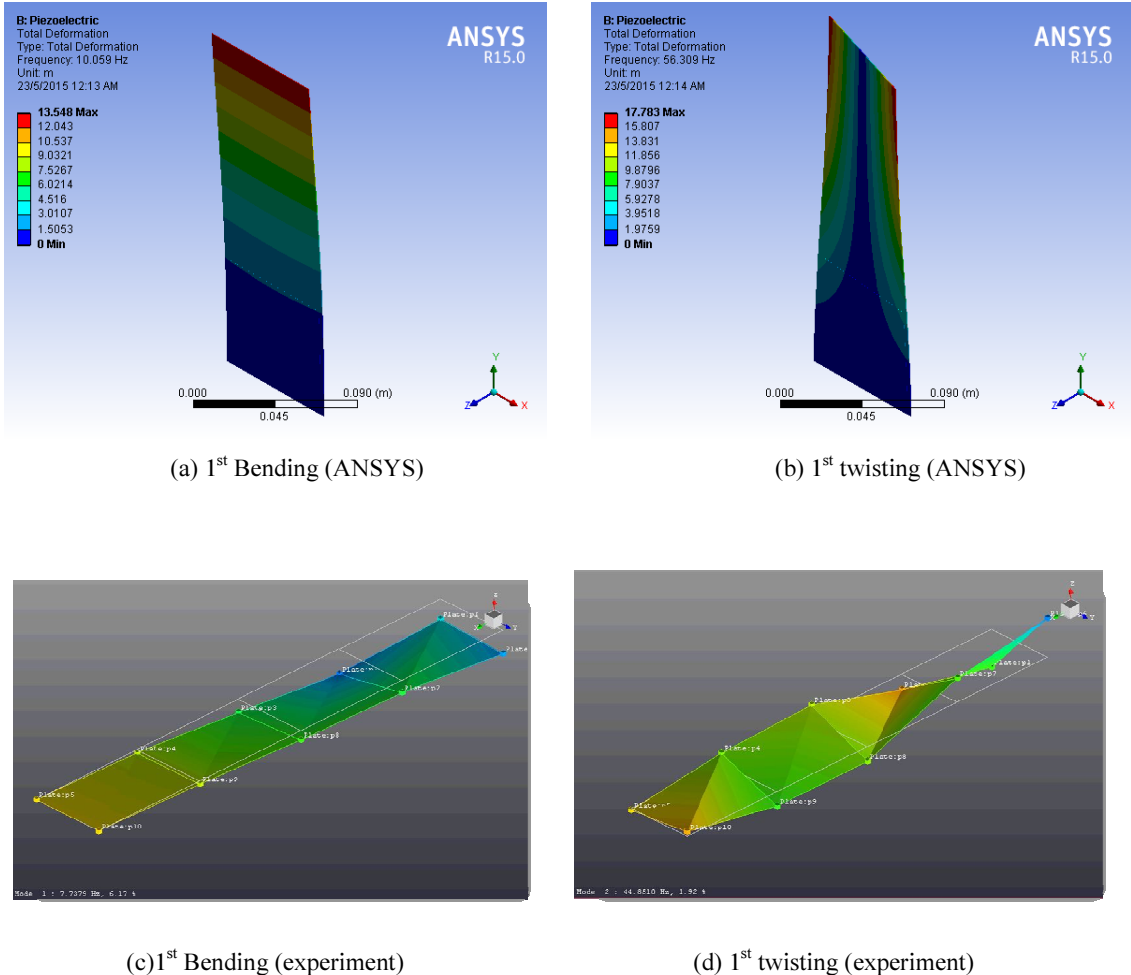 B: Piezoelectric
Total Deformation
Type: Total Deformation
Frequency: 10.059 Hz
Unit: m
23/5/2015 12:13 AM
ANSYS
R15.0
13.548 Max
12.043
10.537
9.0321
7.5267
6.0214
4.516
3.0107
1.5053
0 Min
0.000
0.090 (m)
0.045
Y
Z
X
(a) 1st Bending (ANSYS)
B: Piezoelectric
Total Deformation
Type: Total Deformation
Frequency: 56.309 Hz
Unit: m
23/5/2015 12:14 AM
ANSYS
R15.0
17.783 Max
15.807
13.831
11.856
9.8796
7.9037
5.9278
3.9518
1.9759
0 Min
0.000
0.090 (m)
0.045
Y
Z
X
(b) 1st twisting (ANSYS)
Plate:p1
Z
X
Y
Plate
Plate
Plate:p7
Plate:p3
Plate:p8
Plate:p4
Plate:p10
Mode 1 : 7.7379 Hz, 6.17 %
(c)1st Bending (experiment)
Z
X
Y
Plate:p7
Plate
Plate:p8
Plate:p4
Plate:p9
Plate:p10
Mode 2 : 44.8510 Hz, 1.92 %
(d) 1st twisting (experiment)